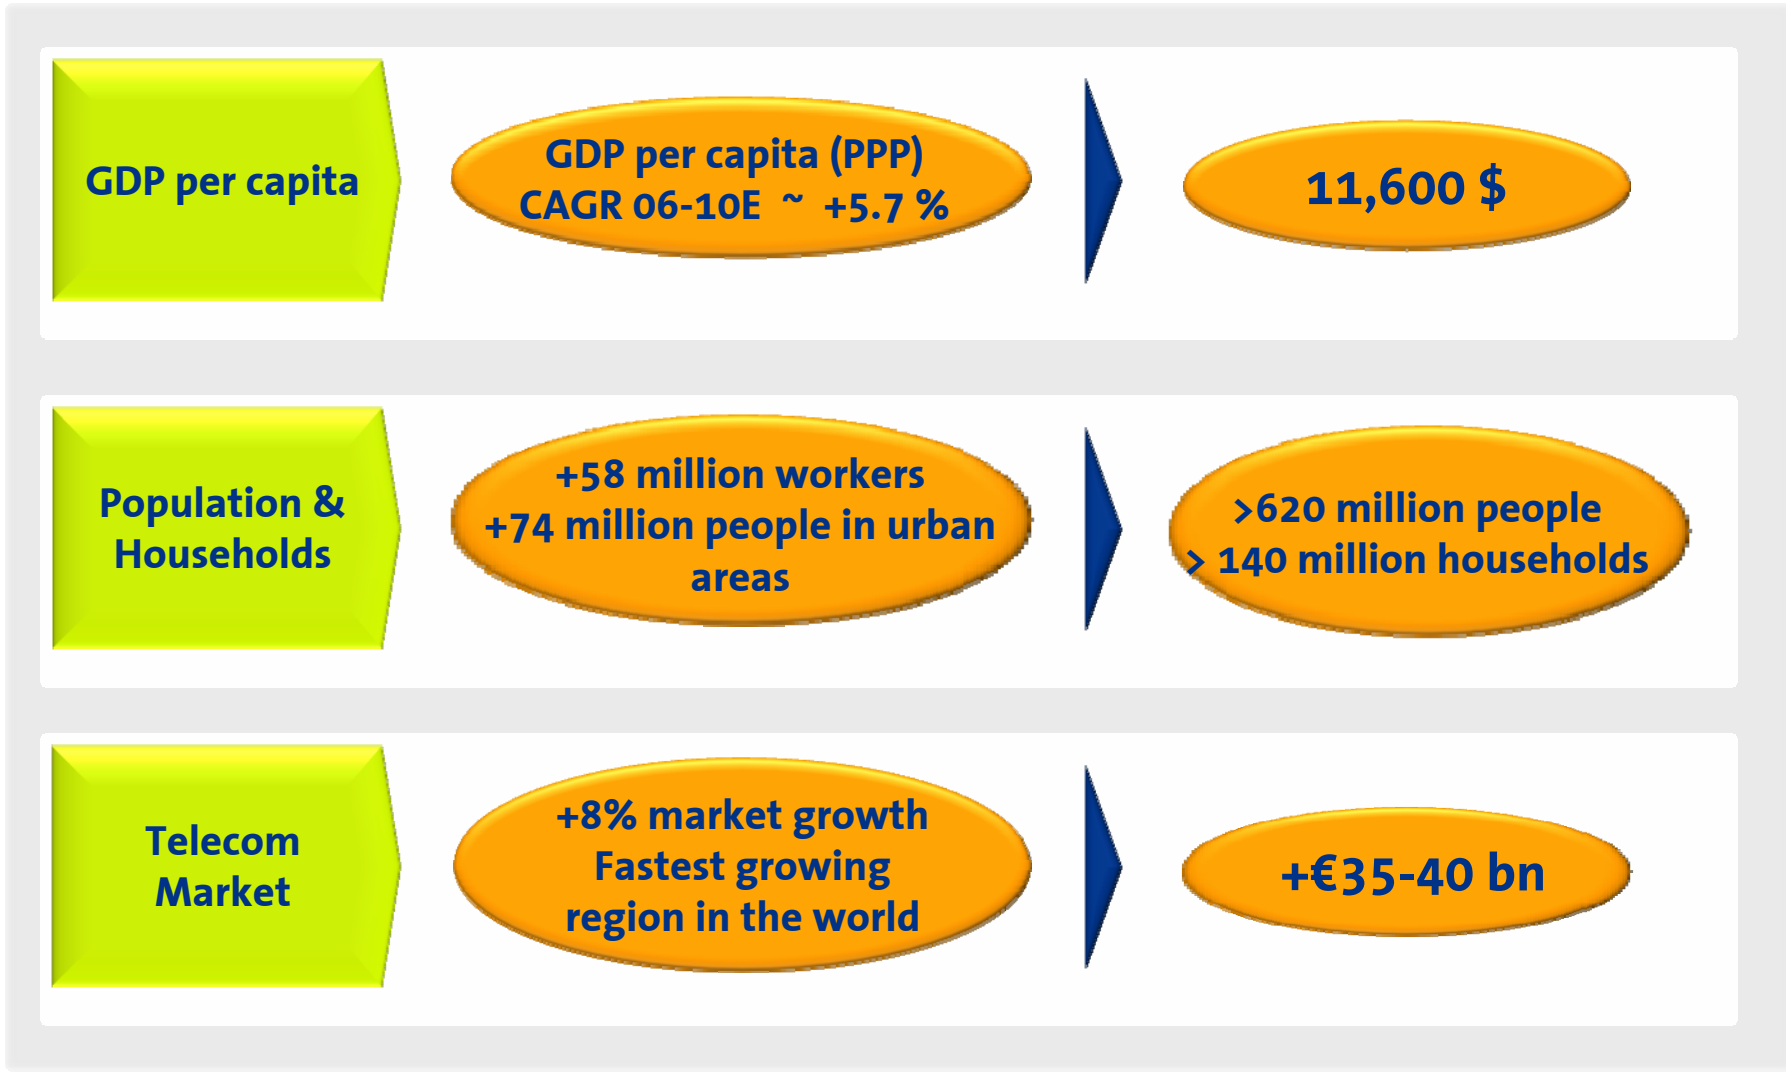 GDP per capita
GDP per capita (PPP)
CAGR 06-10E ~ +5.7 %
11,600 $
Population &
Households
+58 million workers
+74 million people in urban
areas
>620 million people
> 140 million households
Telecom
Market
+8% market growth
Fastest growing
region in the world
+€35-40 bn